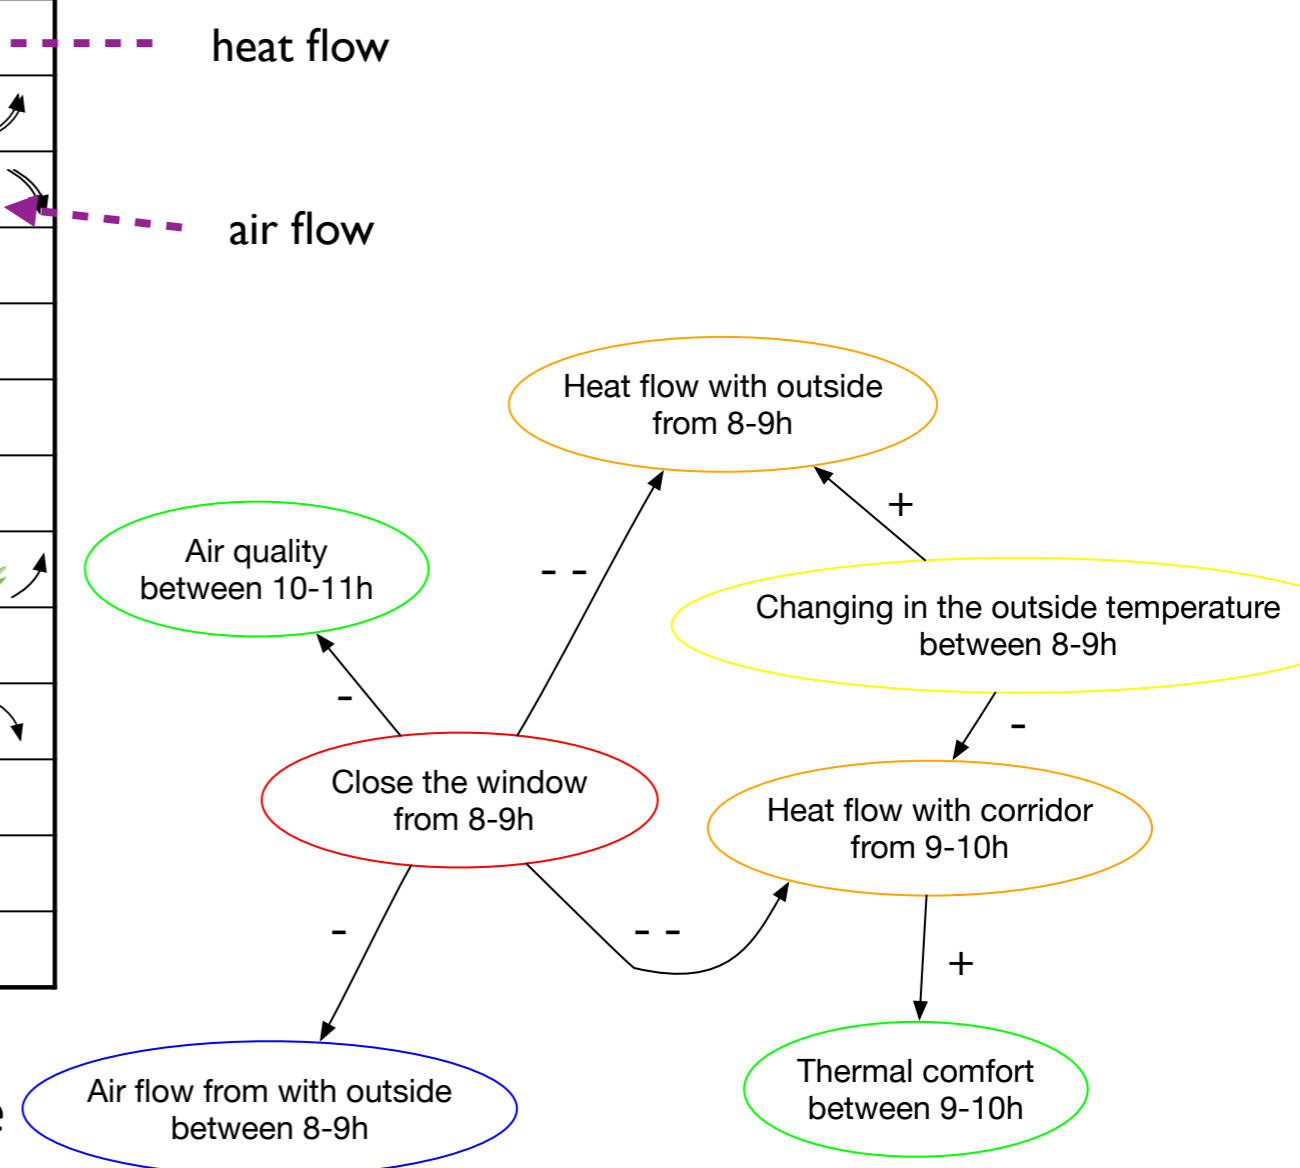 heat flow
air flow
Heat flow with outside
from 8-9h
+
Air quality
between 10-11h
- -
Changing in the outside temperature
between 8-9h
-
-
Close the window
from 8-9h
Heat flow with corridor
from 9-10h
-
- -
+
Air flow from with outside
between 8-9h
Thermal comfort
between 9-10h